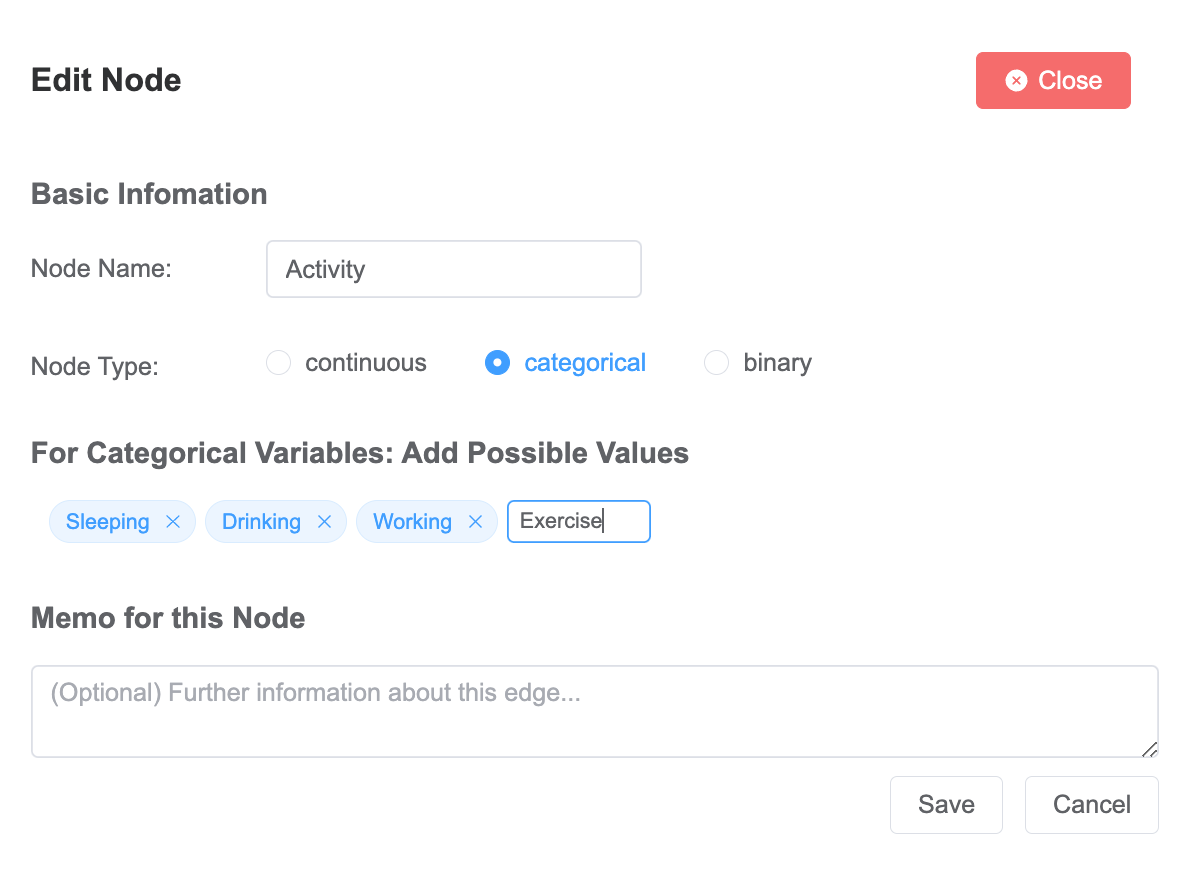 Edit Node
Close
Basic Infomation
Node Name:
Activity
Node Type:
continuous
categorical
binary
For Categorical Variables: Add Possible Values
Sleeping
Drinking
Working
Exercise
Memo for this Node
(Optional) Further information about this edge...
Save
Cancel